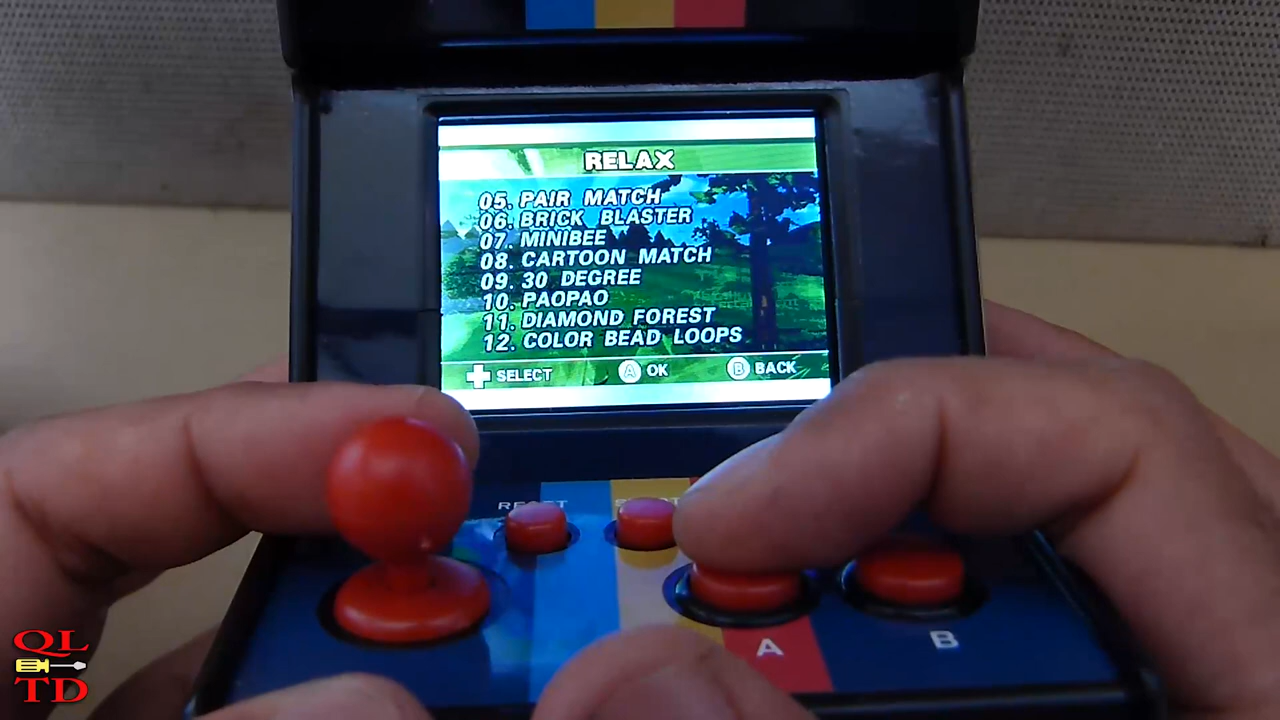 RELAX
05. PAIR MATCH
06. BRICK BLASTER
07. MINIBEE
08. CARTOON MATCH
09. 30 DEGREE
10. PAOPAO
11. DIAMOND FOREST
12. COLOR BEAD LOOPS
SELECT A OK B BACK
RESET
A B
QL
TD